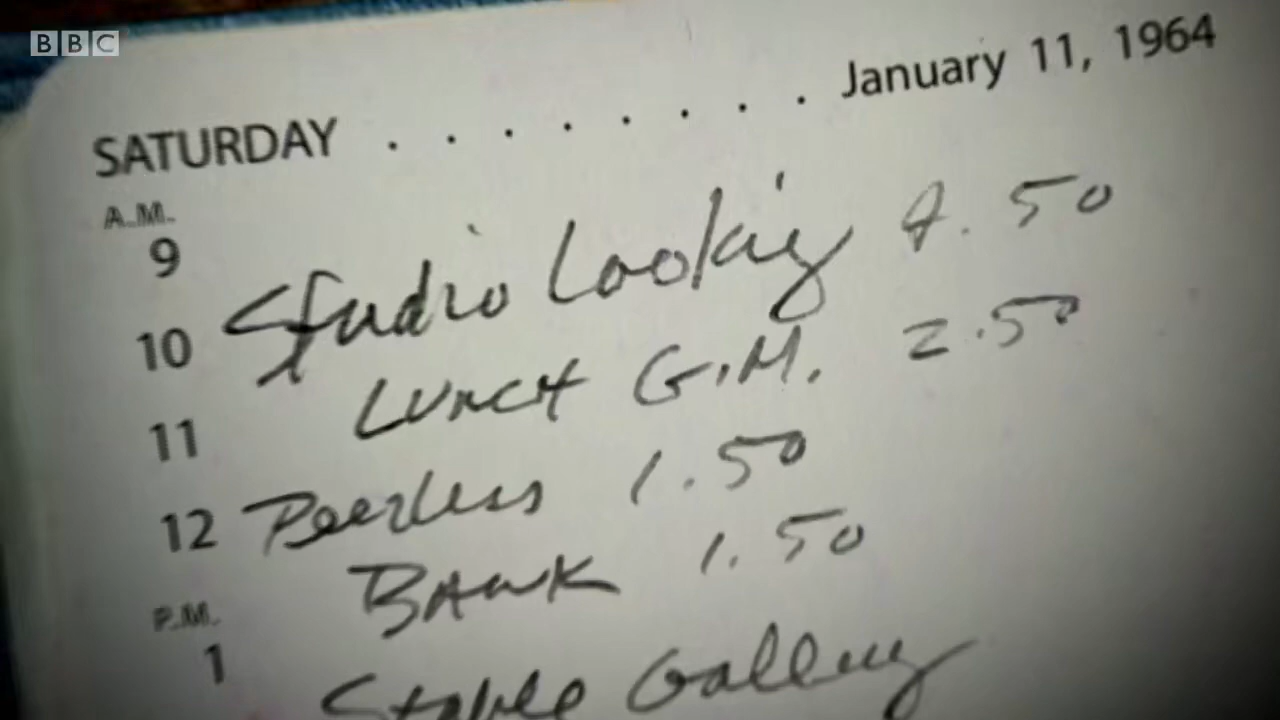 BBC
SATURDAY . . . . . . . . January 11, 1964
A.M.
9
Studio Looking .50
10
Lunch G.M. 2.50
11
Peerless 1.50
12
Bank 1.50
P.M.
1
Stable Gallery